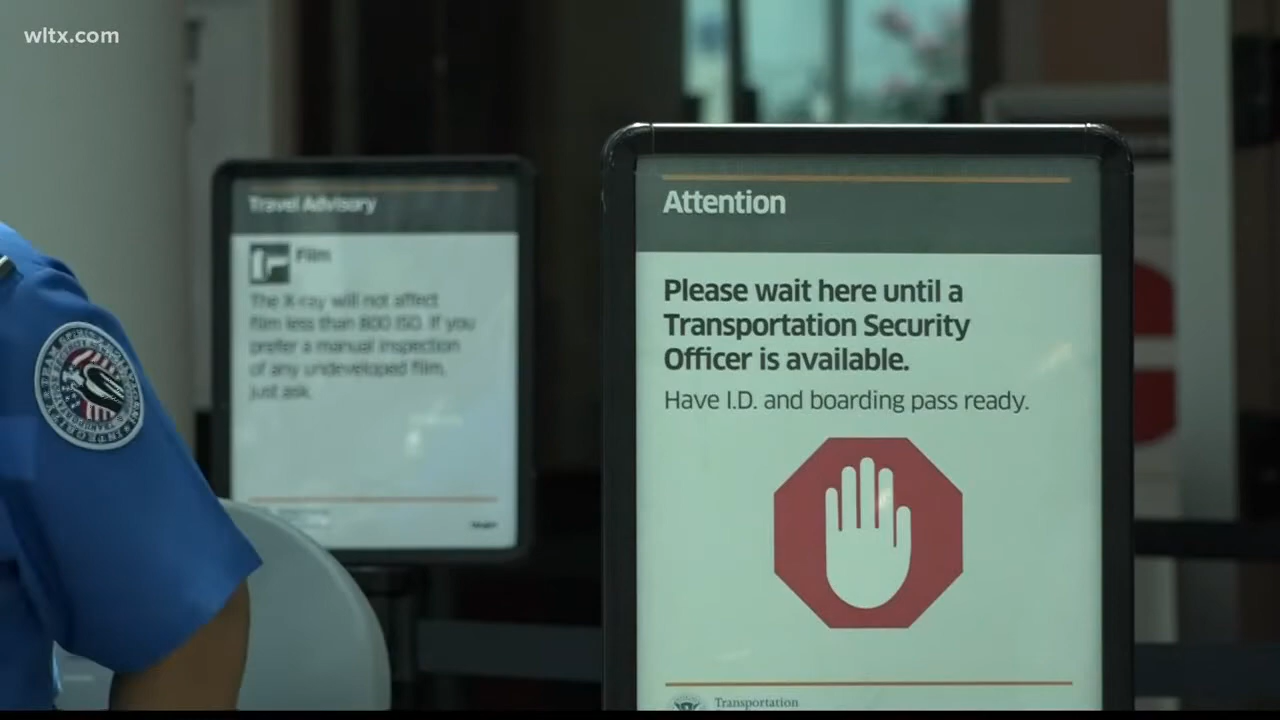 wltx.com
Travel Advisory
Film
The X-ray will not affect
film less than 800 ISO. If you
prefer a manual inspection
of any undeveloped film,
just ask.
Attention
Please wait here until a
Transportation Security
Officer is available.
Have I.D. and boarding pass ready.
Transportation